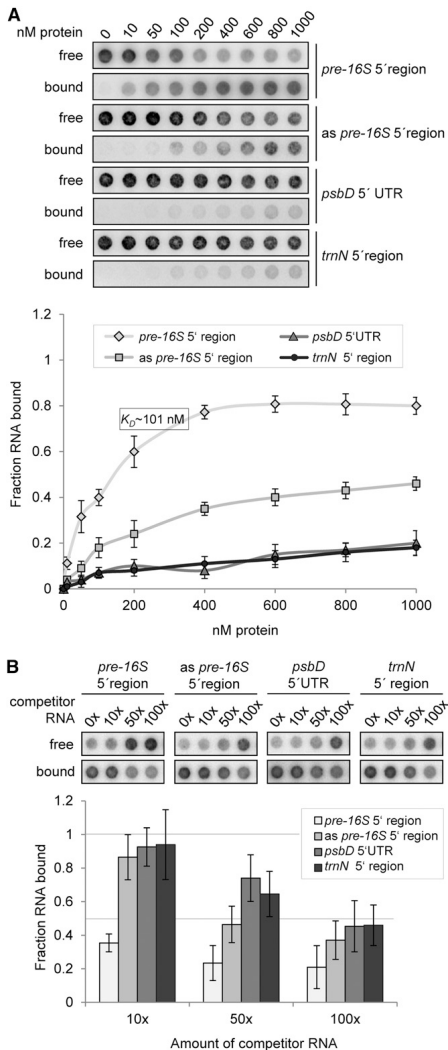 A
nM protein 0 10 50 100 200 400 600 800 1000
free
bound
pre-16S 5´region
free
bound
as pre-16S 5´region
free
bound
psbD 5´ UTR
free
bound
trnN 5´region
1.2
1
0.8
0.6
0.4
0.2
0
Fraction RNA bound
pre-16S 5‘ region
psbD 5‘UTR
as pre-16S 5‘ region
trnN 5‘ region
KD~101 nM
0 200 400 600 800 1000
nM protein
B
pre-16S 5´region
as pre-16S 5´region
psbD 5´UTR
trnN 5´ region
competitor RNA
0x 10x 50x 100x
0x 10x 50x 100x
0x 10x 50x 100x
0x 10x 50x 100x
free
bound
1.2
1
0.8
0.6
0.4
0.2
0
Fraction RNA bound
pre-16S 5‘ region
as pre-16S 5‘ region
psbD 5‘UTR
trnN 5‘ region
10x 50x 100x
Amount of competitor RNA